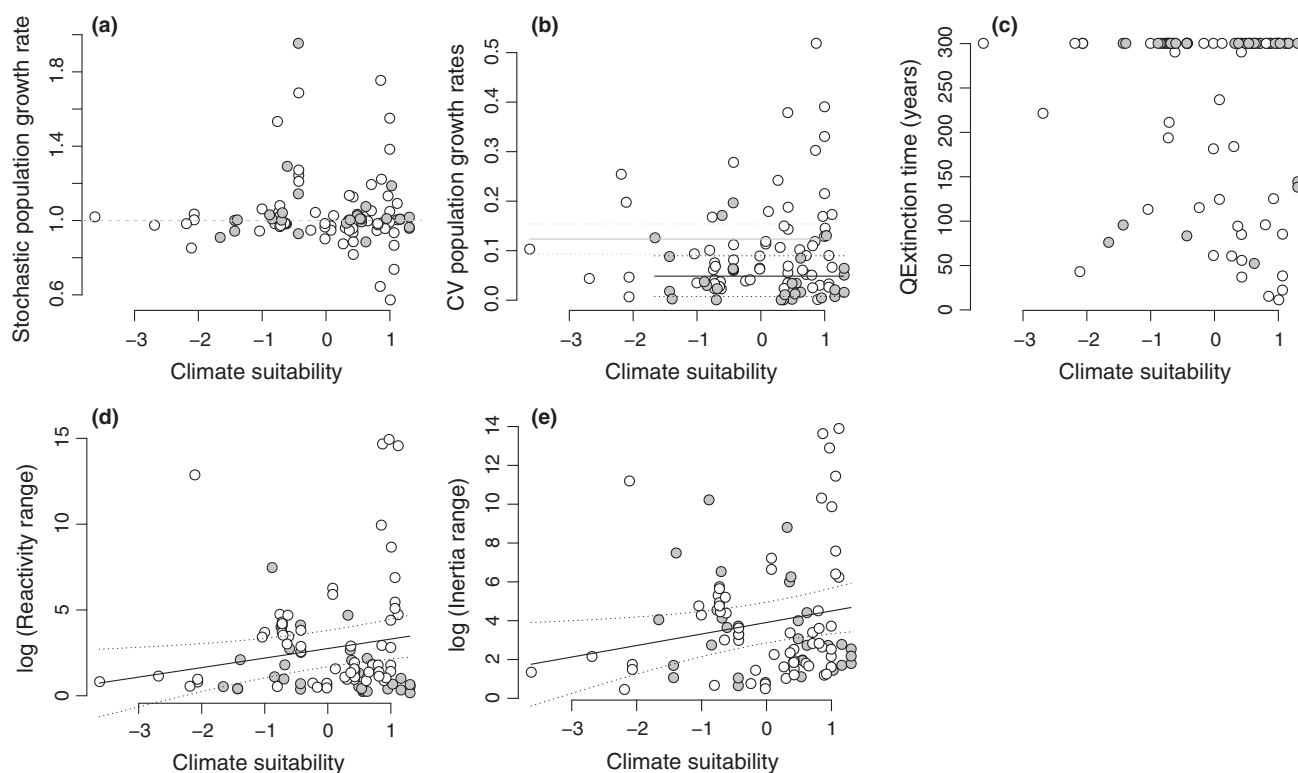 (a)
Stochastic population growth rate
0.6 1.0 1.4 1.8
−3 −2 −1 0 1
Climate suitability
(b)
CV population growth rates
0.0 0.1 0.2 0.3 0.4 0.5
−3 −2 −1 0 1
Climate suitability
(c)
QExtinction time (years)
0 50 100 150 200 250 300
−3 −2 −1 0 1
Climate suitability
(d)
log (Reactivity range)
0 5 10 15
−3 −2 −1 0 1
Climate suitability
(e)
log (Inertia range)
0 2 4 6 8 10 12 14
−3 −2 −1 0 1
Climate suitability